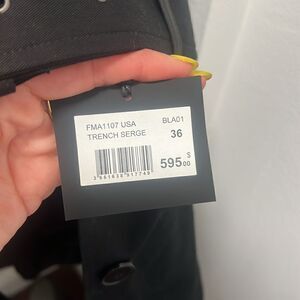 FMA1107 USA BLA01
TRENCH SERGE 36
$
595.00